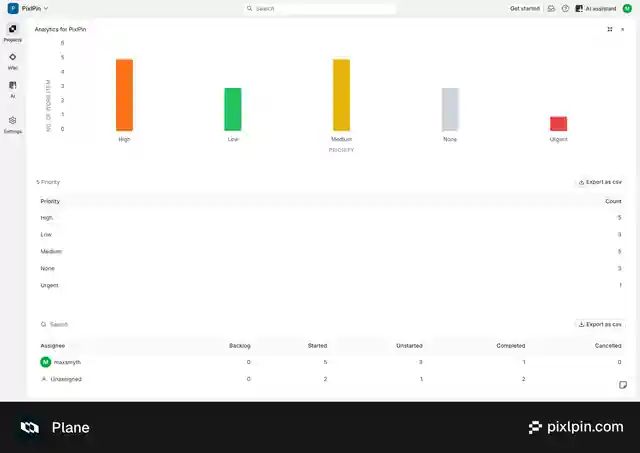 P PixlPin Search Get started AI assistant M
Projects
Wiki
AI
Settings
Analytics for PixlPin
NO. OF WORK ITEM
6
5
4
3
2
1
0
High Low Medium None Urgent
PRIORITY
5 Priority Export as csv
Priority Count
High 5
Low 3
Medium 5
None 3
Urgent 1
Search Export as csv
Assignee Backlog Started Unstarted Completed Cancelled
M maxsmyth 0 5 3 1 0
Unassigned 0 2 1 2
Plane pixlpin.com